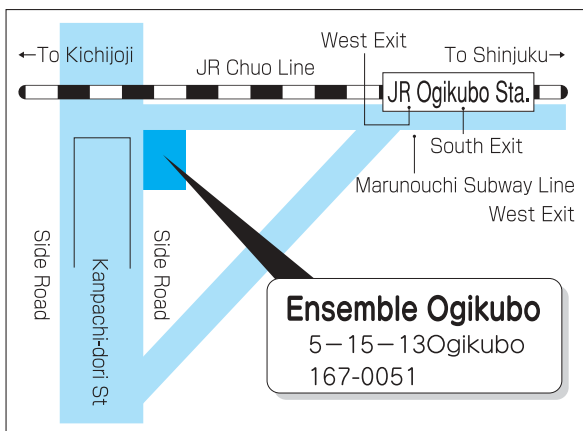 West Exit
←To Kichijoji
To Shinjuku→
JR Chuo Line
JR Ogikubo Sta.
South Exit
Marunouchi Subway Line
West Exit
Side Road
Kanpachi-dori St
Side Road
Ensemble Ogikubo
5－15－13Ogikubo
167-0051